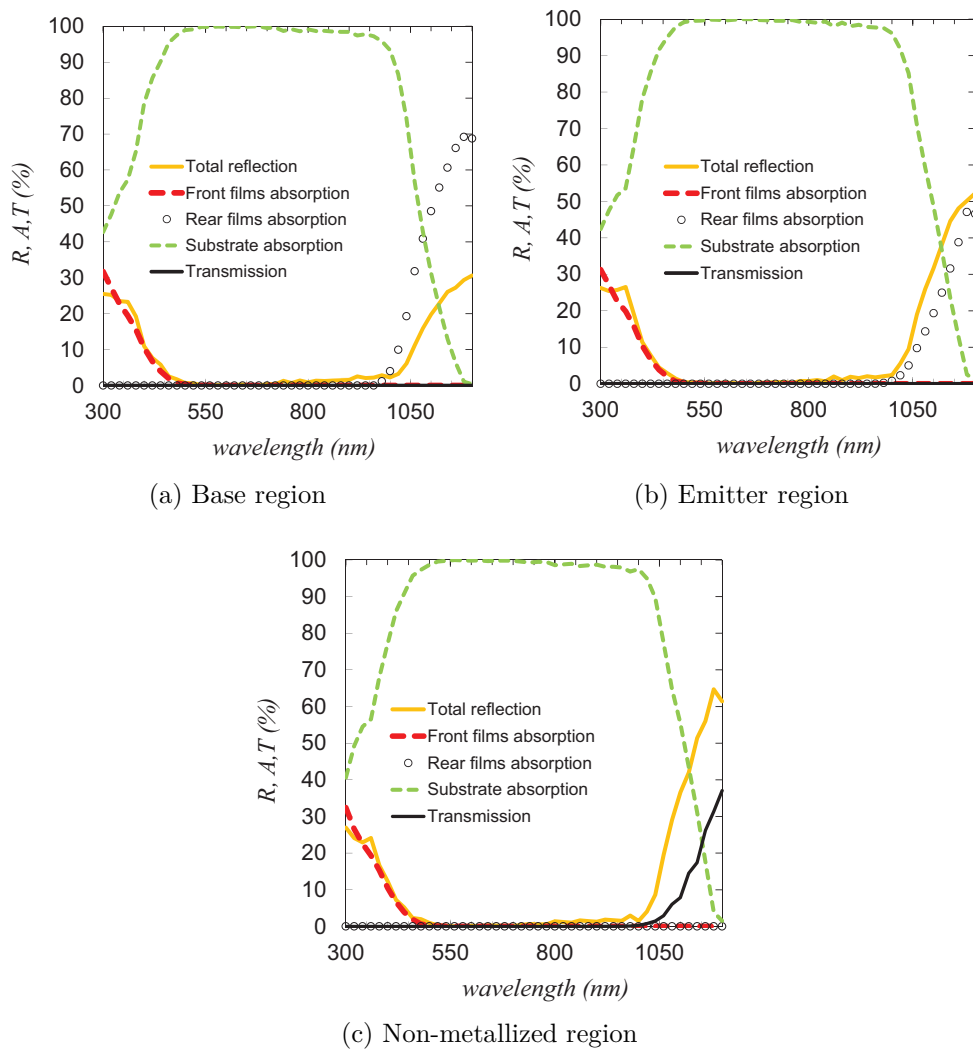 100
90
80
70
60
50
40
30
20
10
0
R, A,T (%)
Total reflection
Front films absorption
Rear films absorption
Substrate absorption
Transmission
300 550 800 1050
wavelength (nm)
(a) Base region
100
90
80
70
60
50
40
30
20
10
0
R, A,T (%)
Total reflection
Front films absorption
Rear films absorption
Substrate absorption
Transmission
300 550 800 1050
wavelength (nm)
(b) Emitter region
100
90
80
70
60
50
40
30
20
10
0
R, A,T (%)
Total reflection
Front films absorption
Rear films absorption
Substrate absorption
Transmission
300 550 800 1050
wavelength (nm)
(c) Non-metallized region